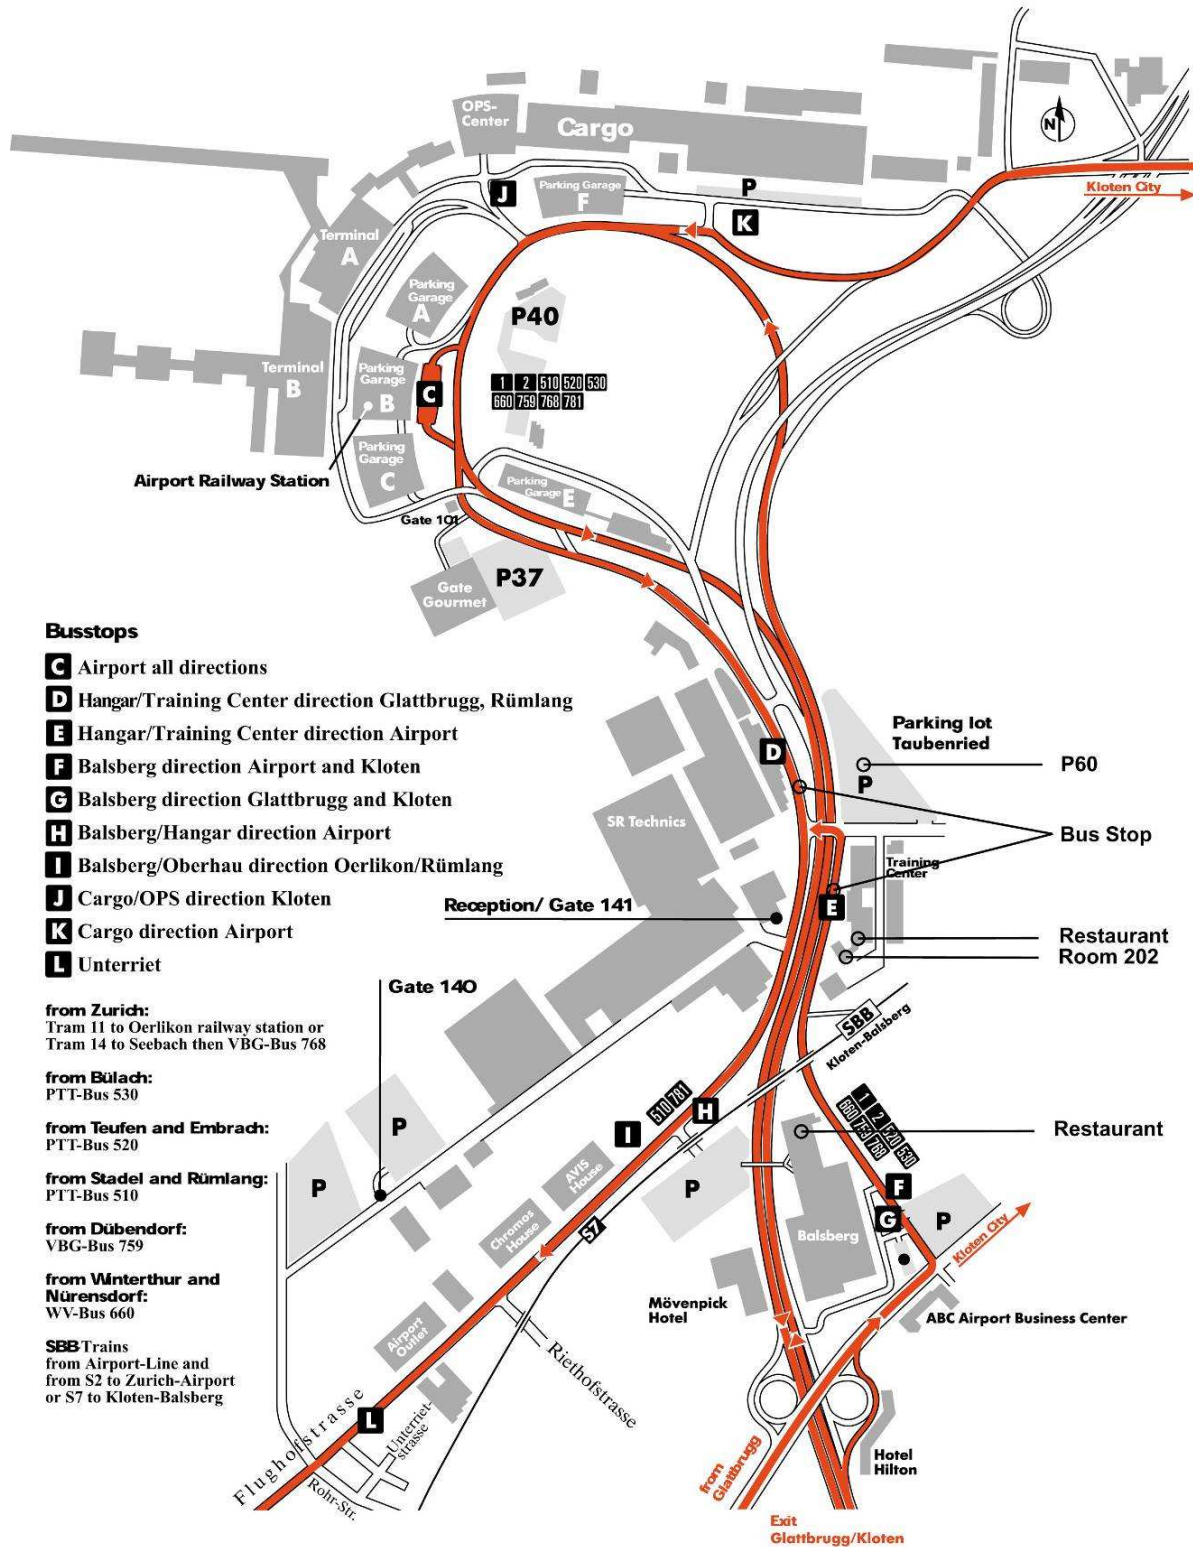 OPS-
Center
Cargo
N
Kloten City
J
Parking Garage
F
P
K
Terminal
A
Parking
Garage
A
P40
Terminal
B
Parking
Garage
B
C
1 2 510 520 530
660 759 768 781
Airport Railway Station
Parking
Garage
C
Parking
Garage E
Gate 101
P37
Gate
Gourmet
Busstops
C Airport all directions
D Hangar/Training Center direction Glattbrugg, Rümlang
E Hangar/Training Center direction Airport
F Balsberg direction Airport and Kloten
G Balsberg direction Glattbrugg and Kloten
H Balsberg/Hangar direction Airport
I Balsberg/Oberhau direction Oerlikon/Rümlang
J Cargo/OPS direction Kloten
K Cargo direction Airport
L Unterriet
from Zurich:
Tram 11 to Oerlikon railway station or
Tram 14 to Seebach then VBG-Bus 768
from Bülach:
PTT-Bus 530
from Teufen and Embrach:
PTT-Bus 520
from Stadel and Rümlang:
PTT-Bus 510
from Dübendorf:
VBG-Bus 759
from Winterthur and
Nürensdorf:
WV-Bus 660
SBB-Trains
from Airport-Line and
from S2 to Zurich-Airport
or S7 to Kloten-Balsberg
D
Parking lot
Taubenried
P
P60
SR Technics
Bus Stop
Training
Center
Reception/ Gate 141
E
Restaurant
Room 202
Gate 140
SBB
Kloten-Balsberg
510 781
H
I
1 2 520 530
660 759 768
Restaurant
P
P
P
AVIS
House
Chromos
House
S7
F
G
P
Balsberg
Kloten City
Mövenpick
Hotel
ABC Airport Business Center
Airport
Outlet
Riethofstrasse
L
Unterriet-
strasse
Flughofstrasse
Rohr-Str.
from
Glattbrugg
Hotel
Hilton
Exit
Glattbrugg/Kloten